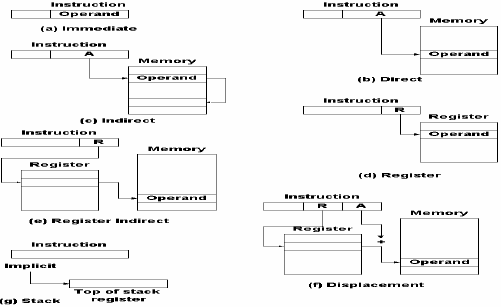 Instruction
Operand
(a) Immediate
Instruction
A
Memory
Operand
(c) Indirect
Instruction
A
Operand
(b) Direct
Instruction
R
Register
Operand
(d) Register
Instruction
R
Register
Memory
Operand
(e) Register Indirect
Instruction
R A
Register
Memory
+
Operand
(f) Displacement
Instruction
Implicit
Top of stack
register
(g) Stack